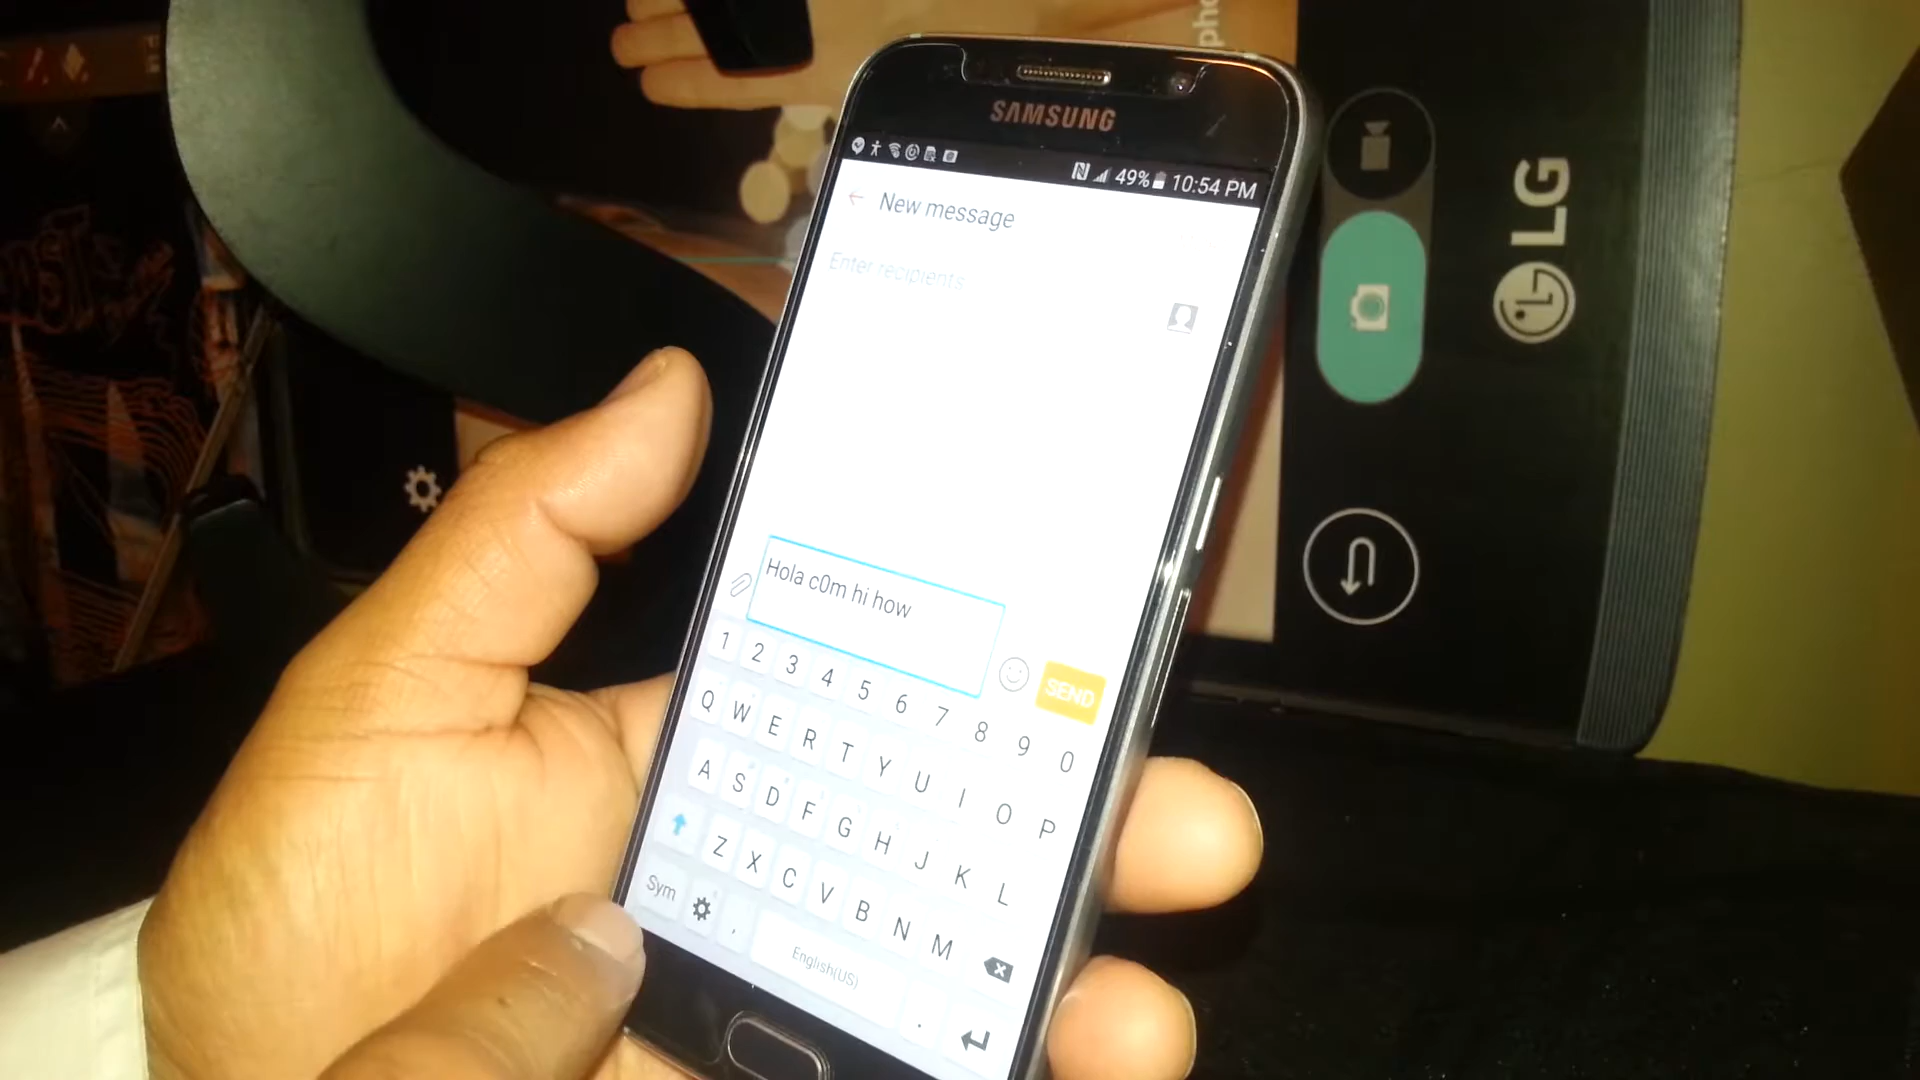 SAMSUNG
49% 10:54 PM
New message
Enter recipients
Hola c0m hi how
SEND
1 2 3 4 5 6 7 8 9 0
Q W E R T Y U I O P
A S D F G H J K L
Z X C V B N M
Sym , English(US) .
LG
pho